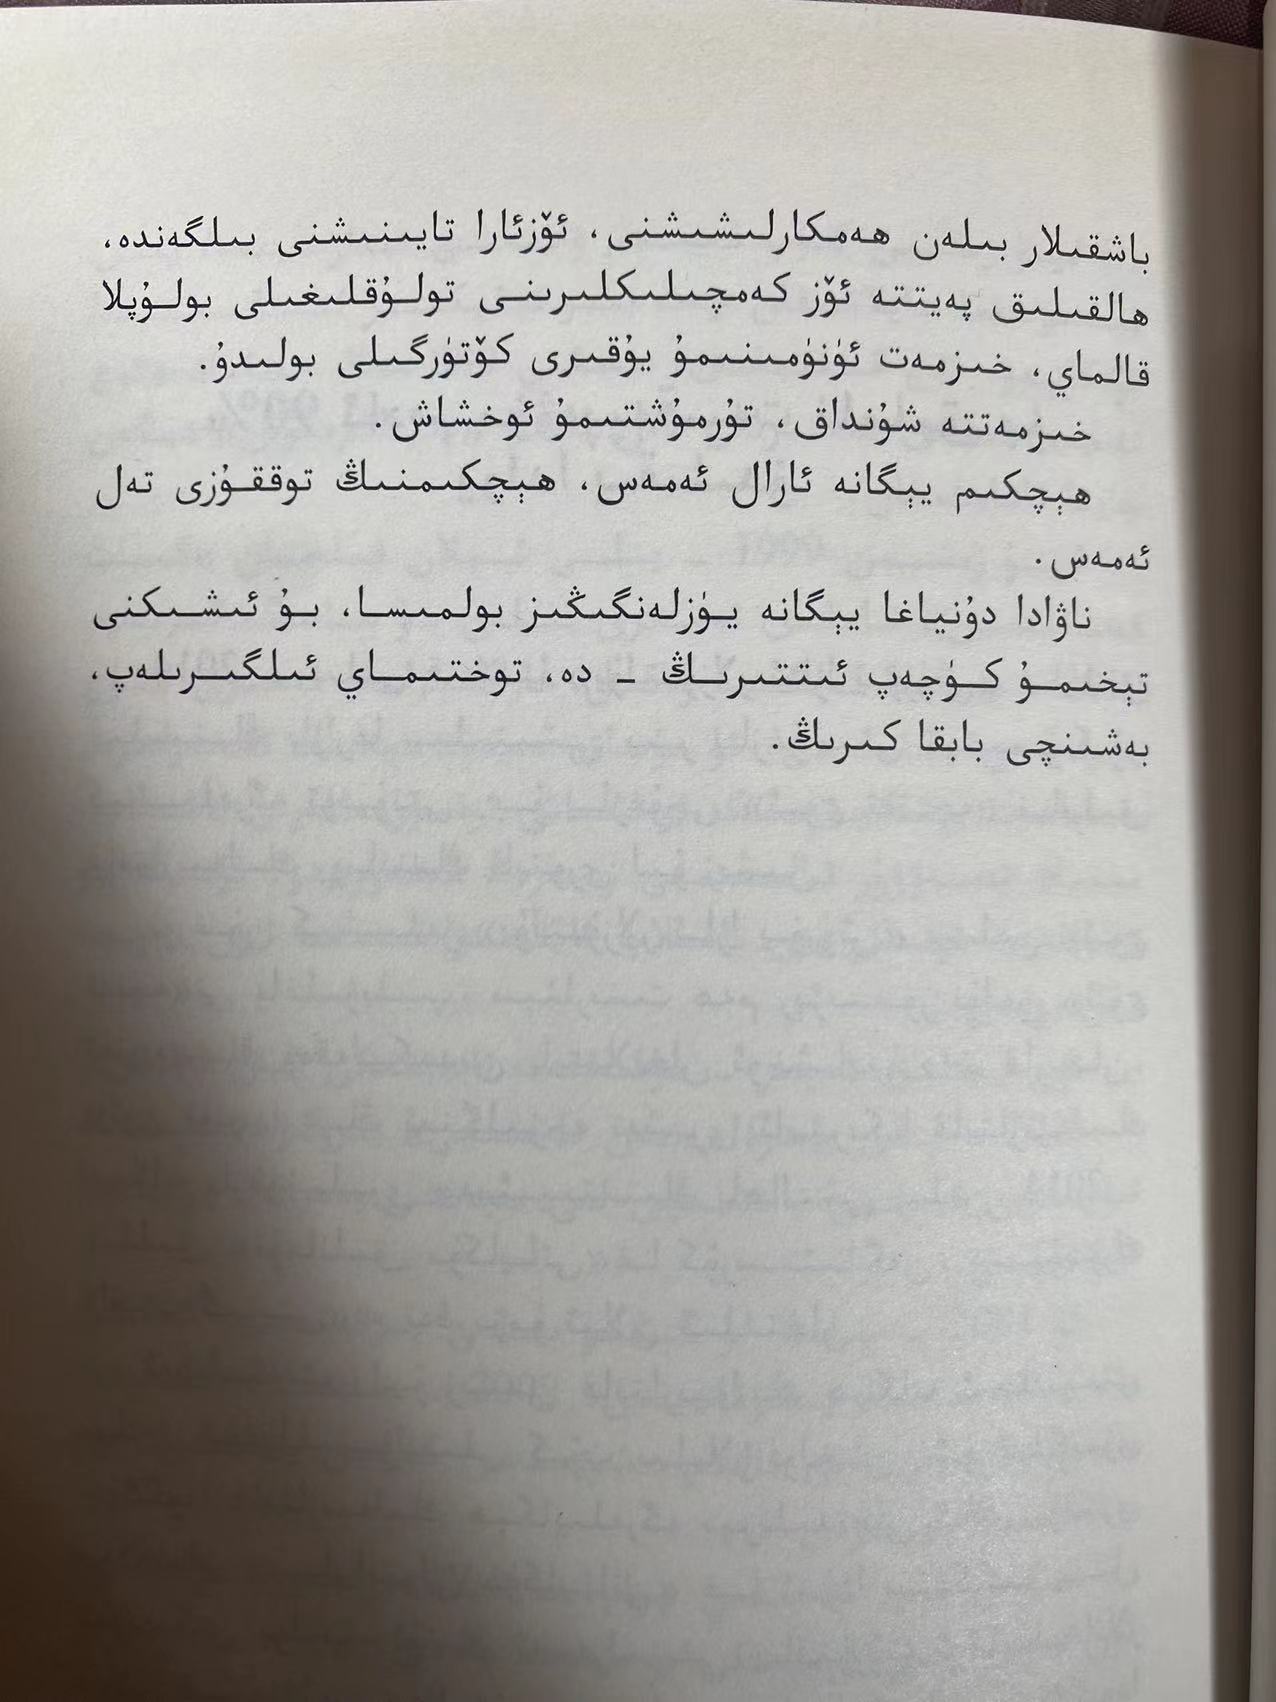 باشقىلار بىلەن ھەمكارلىشىشنى، ئۆزئارا تايىنىشنى بىلگەندە،
ھالقىلىق پەيتتە ئۆز كەمچىلىكلىرىنى تولۇقلىغىلى بولۇپلا
قالماي، خىزمەت ئۈنۈمىنىمۇ يۇقىرى كۆتۈرگىلى بولىدۇ.
خىزمەتتە شۇنداق، تۇرمۇشتىمۇ ئوخشاش.
ھېچكىم يېگانە ئارال ئەمەس، ھېچكىمنىڭ توققۇزى تەل
ئەمەس.
ناۋادا دۇنياغا يېگانە يۈزلەنگىڭىز بولمىسا، بۇ ئىشىكنى
تېخىمۇ كۈچەپ ئىتتىرىڭ ـ دە، توختىماي ئىلگىرىلەپ،
بەشىنچى بابقا كىرىڭ.